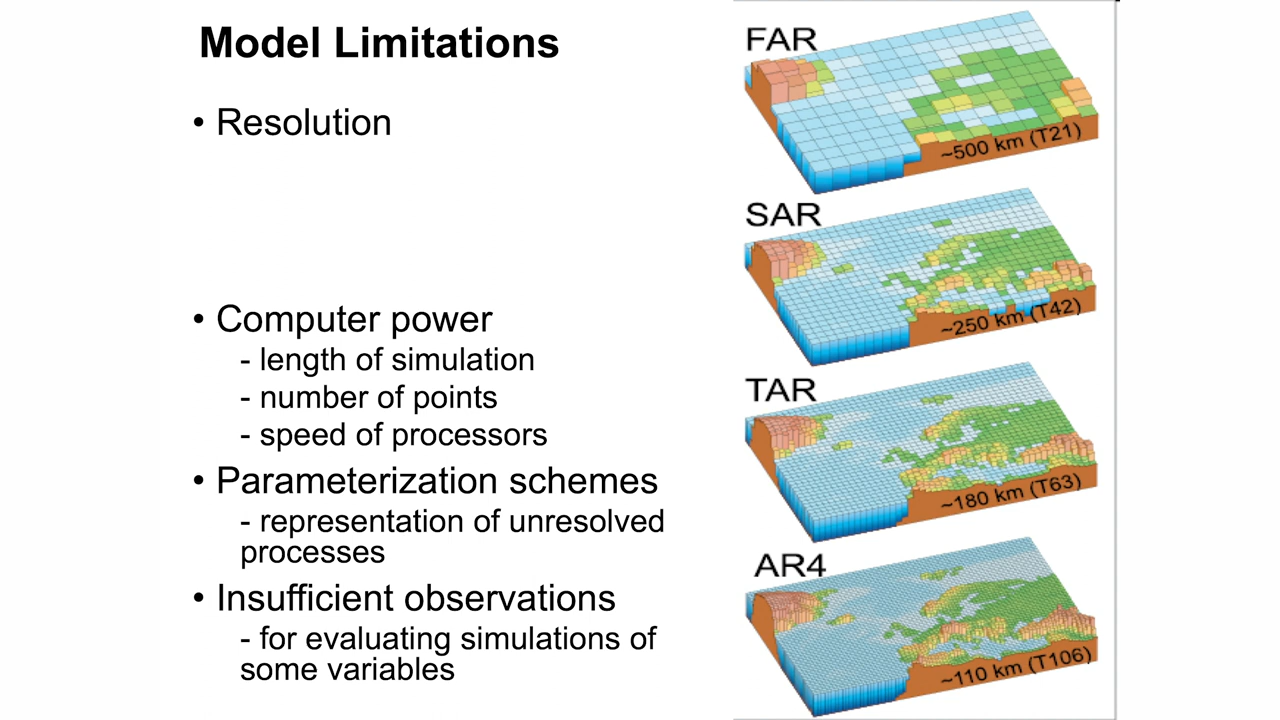 Model Limitations
• Resolution
• Computer power
- length of simulation
- number of points
- speed of processors
• Parameterization schemes
- representation of unresolved
processes
• Insufficient observations
- for evaluating simulations of
some variables
FAR
~500 km (T21)
SAR
~250 km (T42)
TAR
~180 km (T63)
AR4
~110 km (T106)